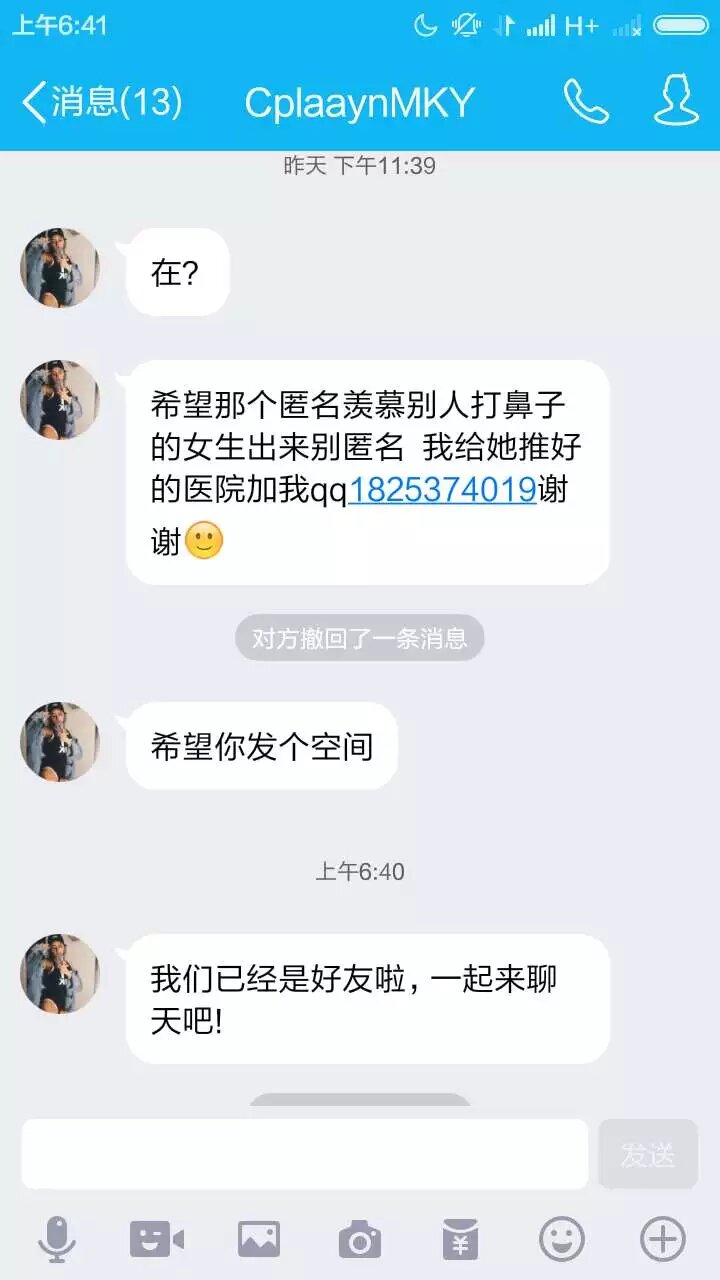 上午6:41
H+
消息(13)
CplaaynMKY
昨天 下午11:39
在?
希望那个匿名羡慕别人打鼻子
的女生出来别匿名 我给她推好
的医院加我qq1825374019谢
谢
对方撤回了一条消息
希望你发个空间
上午6:40
我们已经是好友啦，一起来聊
天吧!
发送